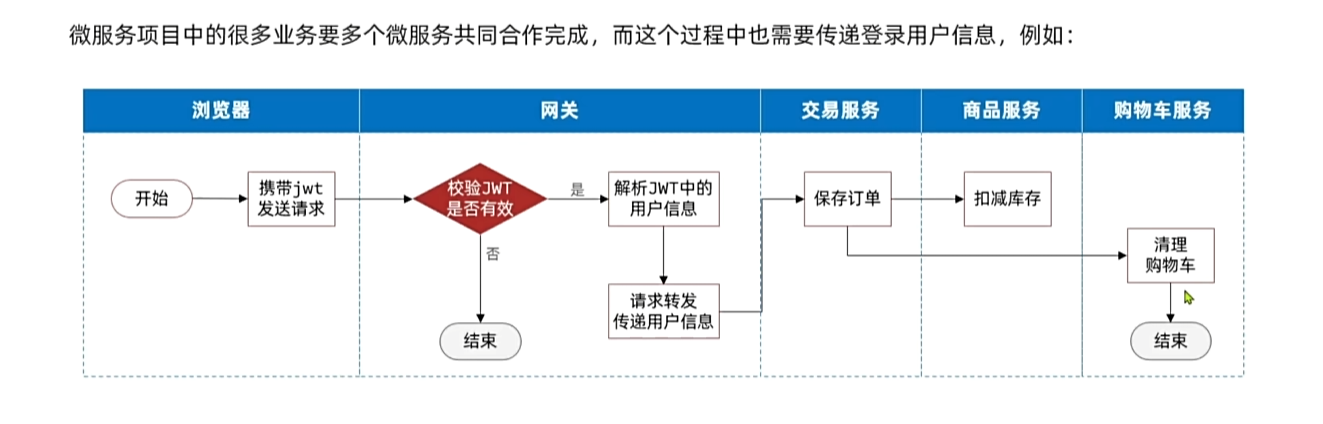 微服务项目中的很多业务要多个微服务共同合作完成，而这个过程中也需要传递登录用户信息，例如：
浏览器
网关
交易服务
商品服务
购物车服务
开始
携带jwt
发送请求
校验JWT
是否有效
是
解析JWT中的
用户信息
保存订单
扣减库存
否
清理
购物车
请求转发
传递用户信息
结束
结束